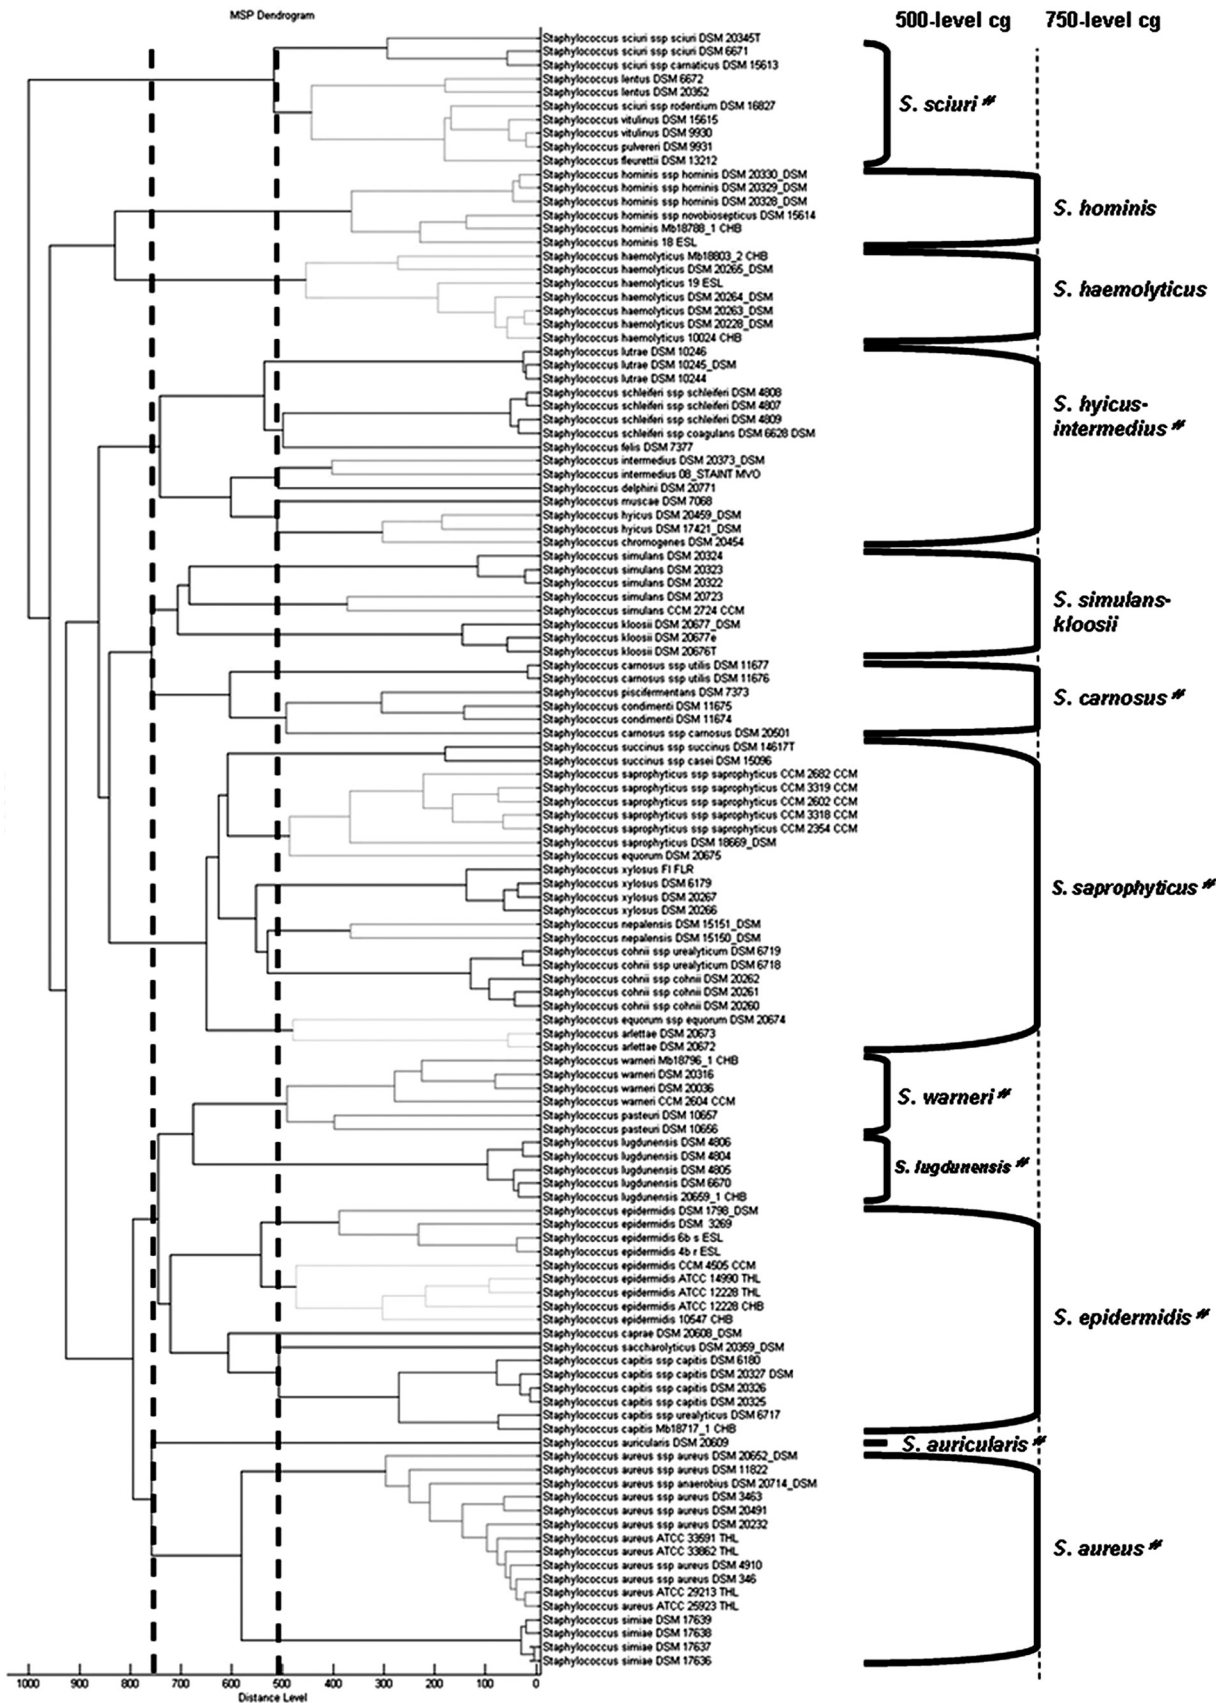 MSP Dendrogram
500-level cg
750-level cg
Staphylococcus sciuri ssp sciuri DSM 20345T
Staphylococcus sciuri ssp sciuri DSM 6671
Staphylococcus sciuri ssp carnaticus DSM 15613
Staphylococcus lentus DSM 6672
Staphylococcus lentus DSM 20352
Staphylococcus sciuri ssp rodentium DSM 16827
Staphylococcus vitulinus DSM 15615
Staphylococcus vitulinus DSM 9930
Staphylococcus pulvereri DSM 9931
Staphylococcus fleurettii DSM 13212
S. sciuri #
Staphylococcus hominis ssp hominis DSM 20330_DSM
Staphylococcus hominis ssp hominis DSM 20329_DSM
Staphylococcus hominis ssp hominis DSM 20328_DSM
Staphylococcus hominis ssp novobiosepticus DSM 15614
Staphylococcus hominis Mb18788_1 CHB
Staphylococcus hominis 18 ESL
S. hominis
Staphylococcus haemolyticus Mb18803_2 CHB
Staphylococcus haemolyticus DSM 20265_DSM
Staphylococcus haemolyticus 19 ESL
Staphylococcus haemolyticus DSM 20264_DSM
Staphylococcus haemolyticus DSM 20263_DSM
Staphylococcus haemolyticus DSM 20228_DSM
Staphylococcus haemolyticus 10024 CHB
S. haemolyticus
Staphylococcus lutrae DSM 10246
Staphylococcus lutrae DSM 10245_DSM
Staphylococcus lutrae DSM 10244
Staphylococcus schleiferi ssp schleiferi DSM 4808
Staphylococcus schleiferi ssp schleiferi DSM 4807
Staphylococcus schleiferi ssp schleiferi DSM 4809
Staphylococcus schleiferi ssp coagulans DSM 6628 DSM
Staphylococcus felis DSM 7377
Staphylococcus intermedius DSM 20373_DSM
Staphylococcus intermedius 08_STAINT MVO
Staphylococcus delphini DSM 20771
Staphylococcus muscae DSM 7068
Staphylococcus hyicus DSM 20459_DSM
Staphylococcus hyicus DSM 17421_DSM
Staphylococcus chromogenes DSM 20454
S. hyicus-
intermedius #
Staphylococcus simulans DSM 20324
Staphylococcus simulans DSM 20323
Staphylococcus simulans DSM 20322
Staphylococcus simulans DSM 20723
Staphylococcus simulans CCM 2724 CCM
Staphylococcus kloosii DSM 20677_DSM
Staphylococcus kloosii DSM 20677e
Staphylococcus kloosii DSM 20676T
S. simulans-
kloosii
Staphylococcus carnosus ssp utilis DSM 11677
Staphylococcus carnosus ssp utilis DSM 11676
Staphylococcus piscifermentans DSM 7373
Staphylococcus condimenti DSM 11675
Staphylococcus condimenti DSM 11674
Staphylococcus carnosus ssp carnosus DSM 20501
S. carnosus #
Staphylococcus succinus ssp succinus DSM 14617T
Staphylococcus succinus ssp casei DSM 15096
Staphylococcus saprophyticus ssp saprophyticus CCM 2682 CCM
Staphylococcus saprophyticus ssp saprophyticus CCM 3319 CCM
Staphylococcus saprophyticus ssp saprophyticus CCM 2602 CCM
Staphylococcus saprophyticus ssp saprophyticus CCM 3318 CCM
Staphylococcus saprophyticus ssp saprophyticus CCM 2354 CCM
Staphylococcus saprophyticus DSM 18669_DSM
Staphylococcus equorum DSM 20675
Staphylococcus xylosus FI FLR
Staphylococcus xylosus DSM 6179
Staphylococcus xylosus DSM 20267
Staphylococcus xylosus DSM 20266
Staphylococcus nepalensis DSM 15151_DSM
Staphylococcus nepalensis DSM 15150_DSM
Staphylococcus cohnii ssp urealyticum DSM 6719
Staphylococcus cohnii ssp urealyticum DSM 6718
Staphylococcus cohnii ssp cohnii DSM 20262
Staphylococcus cohnii ssp cohnii DSM 20261
Staphylococcus cohnii ssp cohnii DSM 20260
Staphylococcus equorum ssp equorum DSM 20674
Staphylococcus arlettae DSM 20673
Staphylococcus arlettae DSM 20672
S. saprophyticus #
Staphylococcus warneri Mb18796_1 CHB
Staphylococcus warneri DSM 20316
Staphylococcus warneri DSM 20036
Staphylococcus warneri CCM 2604 CCM
Staphylococcus pasteuri DSM 10657
Staphylococcus pasteuri DSM 10656
S. warneri #
Staphylococcus lugdunensis DSM 4806
Staphylococcus lugdunensis DSM 4804
Staphylococcus lugdunensis DSM 4805
Staphylococcus lugdunensis DSM 6670
Staphylococcus lugdunensis 20659_1 CHB
S. lugdunensis #
Staphylococcus epidermidis DSM 1798_DSM
Staphylococcus epidermidis DSM 3269
Staphylococcus epidermidis 6b s ESL
Staphylococcus epidermidis 4b r ESL
Staphylococcus epidermidis CCM 4505 CCM
Staphylococcus epidermidis ATCC 14990 THL
Staphylococcus epidermidis ATCC 12228 THL
Staphylococcus epidermidis ATCC 12228 CHB
Staphylococcus epidermidis 10547 CHB
Staphylococcus caprae DSM 20608_DSM
Staphylococcus saccharolyticus DSM 20359_DSM
Staphylococcus capitis ssp capitis DSM 6180
Staphylococcus capitis ssp capitis DSM 20327 DSM
Staphylococcus capitis ssp capitis DSM 20326
Staphylococcus capitis ssp capitis DSM 20325
Staphylococcus capitis ssp urealyticus DSM 6717
Staphylococcus capitis Mb18717_1 CHB
S. epidermidis #
Staphylococcus auricularis DSM 20609
S. auricularis #
Staphylococcus aureus ssp aureus DSM 20652_DSM
Staphylococcus aureus ssp aureus DSM 11822
Staphylococcus aureus ssp anaerobius DSM 20714_DSM
Staphylococcus aureus ssp aureus DSM 3463
Staphylococcus aureus ssp aureus DSM 20491
Staphylococcus aureus ssp aureus DSM 20232
Staphylococcus aureus ATCC 33591 THL
Staphylococcus aureus ATCC 33862 THL
Staphylococcus aureus ssp aureus DSM 4910
Staphylococcus aureus ssp aureus DSM 346
Staphylococcus aureus ATCC 29213 THL
Staphylococcus aureus ATCC 25923 THL
Staphylococcus simiae DSM 17639
Staphylococcus simiae DSM 17638
Staphylococcus simiae DSM 17637
Staphylococcus simiae DSM 17636
S. aureus #
1000 900 800 700 600 500 400 300 200 100 0
Distance Level